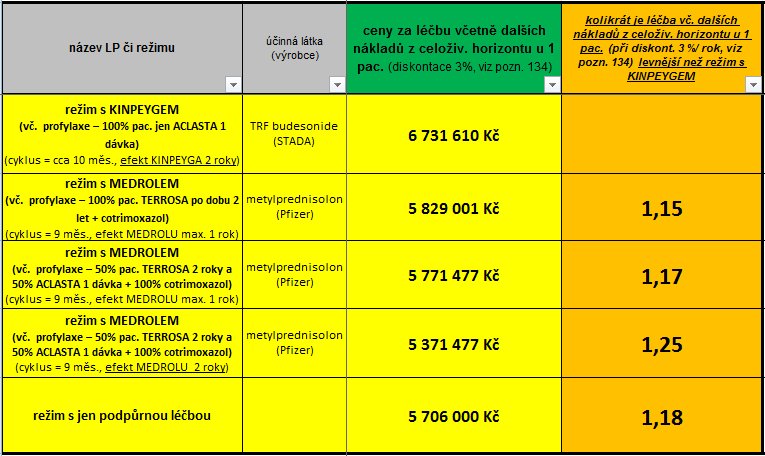 název LP či režimu
účinná látka
(výrobce)
ceny za léčbu včetně dalších
nákladů z celoživ. horizontu u 1
pac. (diskontace 3%, viz pozn. 134)
kolikrát je léčba vč. dalších
nákladů z celoživ. horizontu u 1
pac. (při diskont. 3 %/ rok, viz
pozn. 134) levnější než režim s
KINPEYGEM
režim s KINPEYGEM
(vč. profylaxe – 100% pac. jen ACLASTA 1
dávka)
(cyklus = cca 10 měs., efekt KINPEYGA 2 roky)
TRF budesonide
(STADA)
6 731 610 Kč
režim s MEDROLEM
(vč. profylaxe – 100% pac. TERROSA po dobu 2
let + cotrimoxazol)
(cyklus = 9 měs., efekt MEDROLU max. 1 rok)
metylprednisolon
(Pfizer)
5 829 001 Kč
1,15
režim s MEDROLEM
(vč. profylaxe – 50% pac. TERROSA 2 roky a
50% ACLASTA 1 dávka + 100% cotrimoxazol)
(cyklus = 9 měs., efekt MEDROLU max. 1 rok)
metylprednisolon
(Pfizer)
5 771 477 Kč
1,17
režim s MEDROLEM
(vč. profylaxe – 50% pac. TERROSA 2 roky a
50% ACLASTA 1 dávka + 100% cotrimoxazol)
(cyklus = 9 měs., efekt MEDROLU 2 roky)
metylprednisolon
(Pfizer)
5 371 477 Kč
1,25
režim s jen podpůrnou léčbou
5 706 000 Kč
1,18